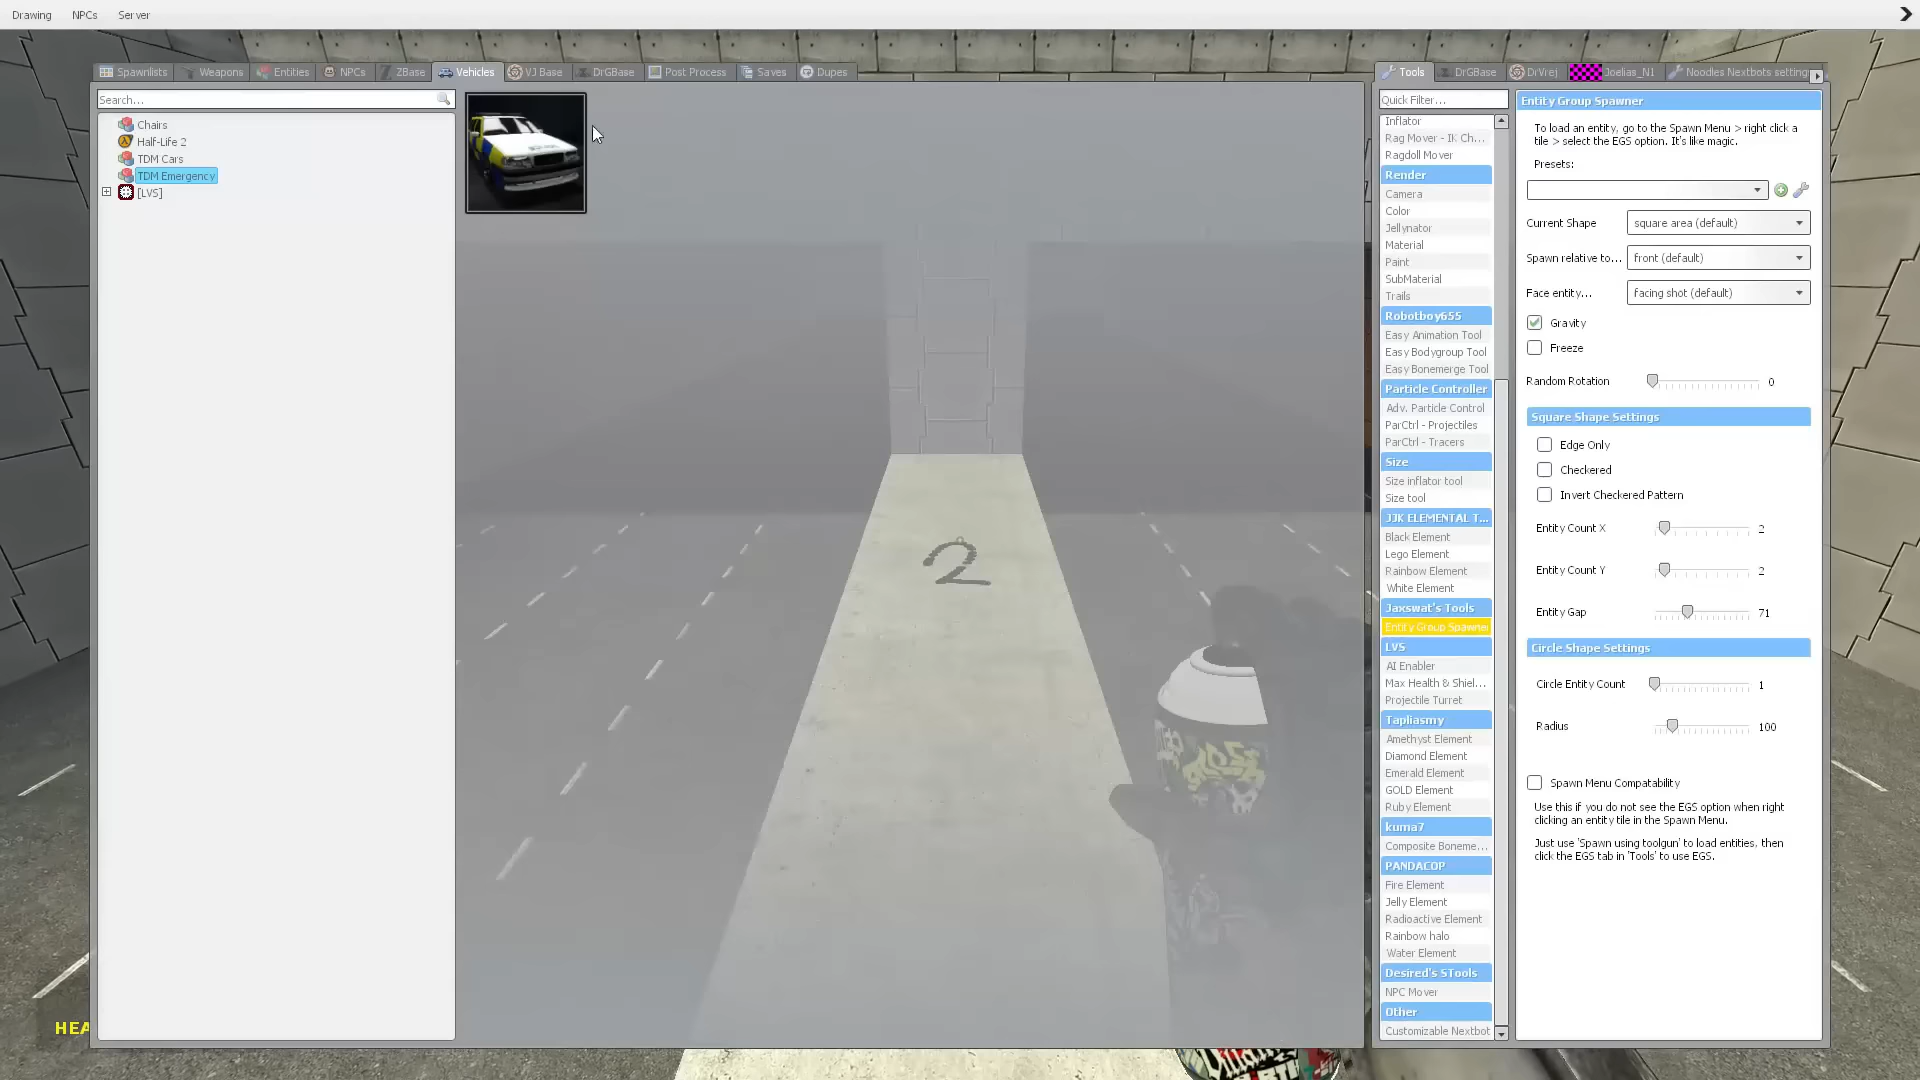 Drawing NPCs Server
Spawnlists Weapons Entities NPCs ZBase Vehicles VJ Base DrGBase Post Process Saves Dupes
Search...
Chairs
Half-Life 2
TDM Cars
TDM Emergency
[LVS]
2
HEA
Tools DrGBase DrVrej Joelias_N1 Noodles Nextbots setting
Quick Filter...
Inflator
Rag Mover - IK Ch...
Ragdoll Mover
Render
Camera
Color
Jellynator
Material
Paint
SubMaterial
Trails
Robotboy655
Easy Animation Tool
Easy Bodygroup Tool
Easy Bonemerge Tool
Particle Controller
Adv. Particle Control
ParCtrl - Projectiles
ParCtrl - Tracers
Size
Size inflator tool
Size tool
JJK ELEMENTAL T...
Black Element
Lego Element
Rainbow Element
White Element
Jaxswat's Tools
Entity Group Spawner
LVS
AI Enabler
Max Health & Shiel...
Projectile Turret
Tapliasmy
Amethyst Element
Diamond Element
Emerald Element
GOLD Element
Ruby Element
kuma7
Composite Boneme...
PANDACOP
Fire Element
Jelly Element
Radioactive Element
Rainbow halo
Water Element
Desired's STools
NPC Mover
Other
Customizable Nextbot
Entity Group Spawner
To load an entity, go to the Spawn Menu > right click a
tile > select the EGS option. It's like magic.
Presets:
Current Shape square area (default)
Spawn relative to... front (default)
Face entity... facing shot (default)
Gravity
Freeze
Random Rotation 0
Square Shape Settings
Edge Only
Checkered
Invert Checkered Pattern
Entity Count X 2
Entity Count Y 2
Entity Gap 71
Circle Shape Settings
Circle Entity Count 1
Radius 100
Spawn Menu Compatability
Use this if you do not see the EGS option when right
clicking an entity tile in the Spawn Menu.
Just use 'Spawn using toolgun' to load entities, then
click the EGS tab in 'Tools' to use EGS.